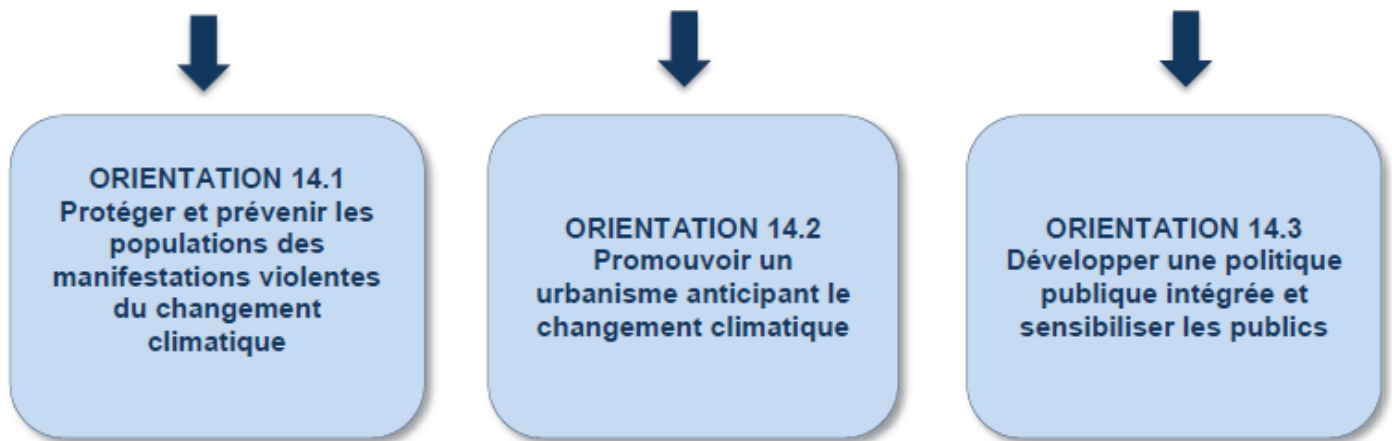 ORIENTATION 14.1
Protéger et prévenir les
populations des
manifestations violentes
du changement
climatique
ORIENTATION 14.2
Promouvoir un
urbanisme anticipant le
changement climatique
ORIENTATION 14.3
Développer une politique
publique intégrée et
sensibiliser les publics